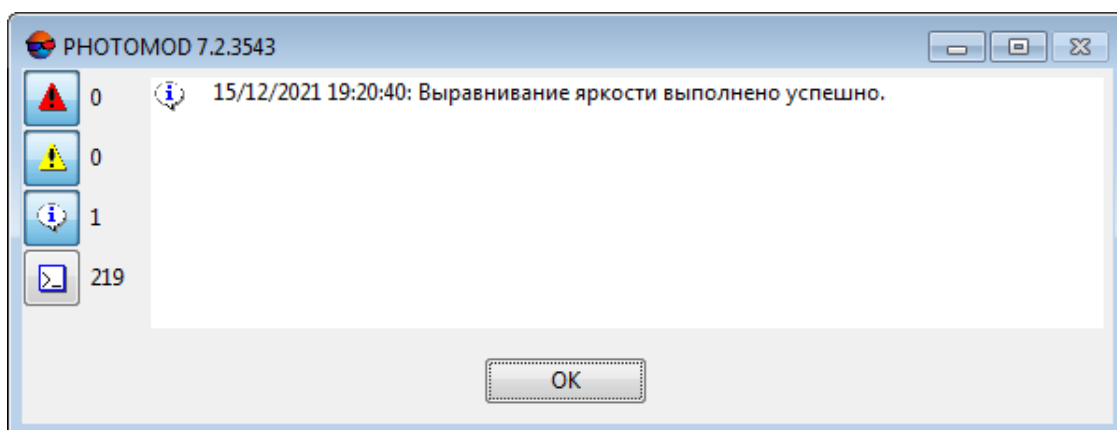 PHOTOMOD 7.2.3543
0
15/12/2021 19:20:40: Выравнивание яркости выполнено успешно.
0
1
219
OK